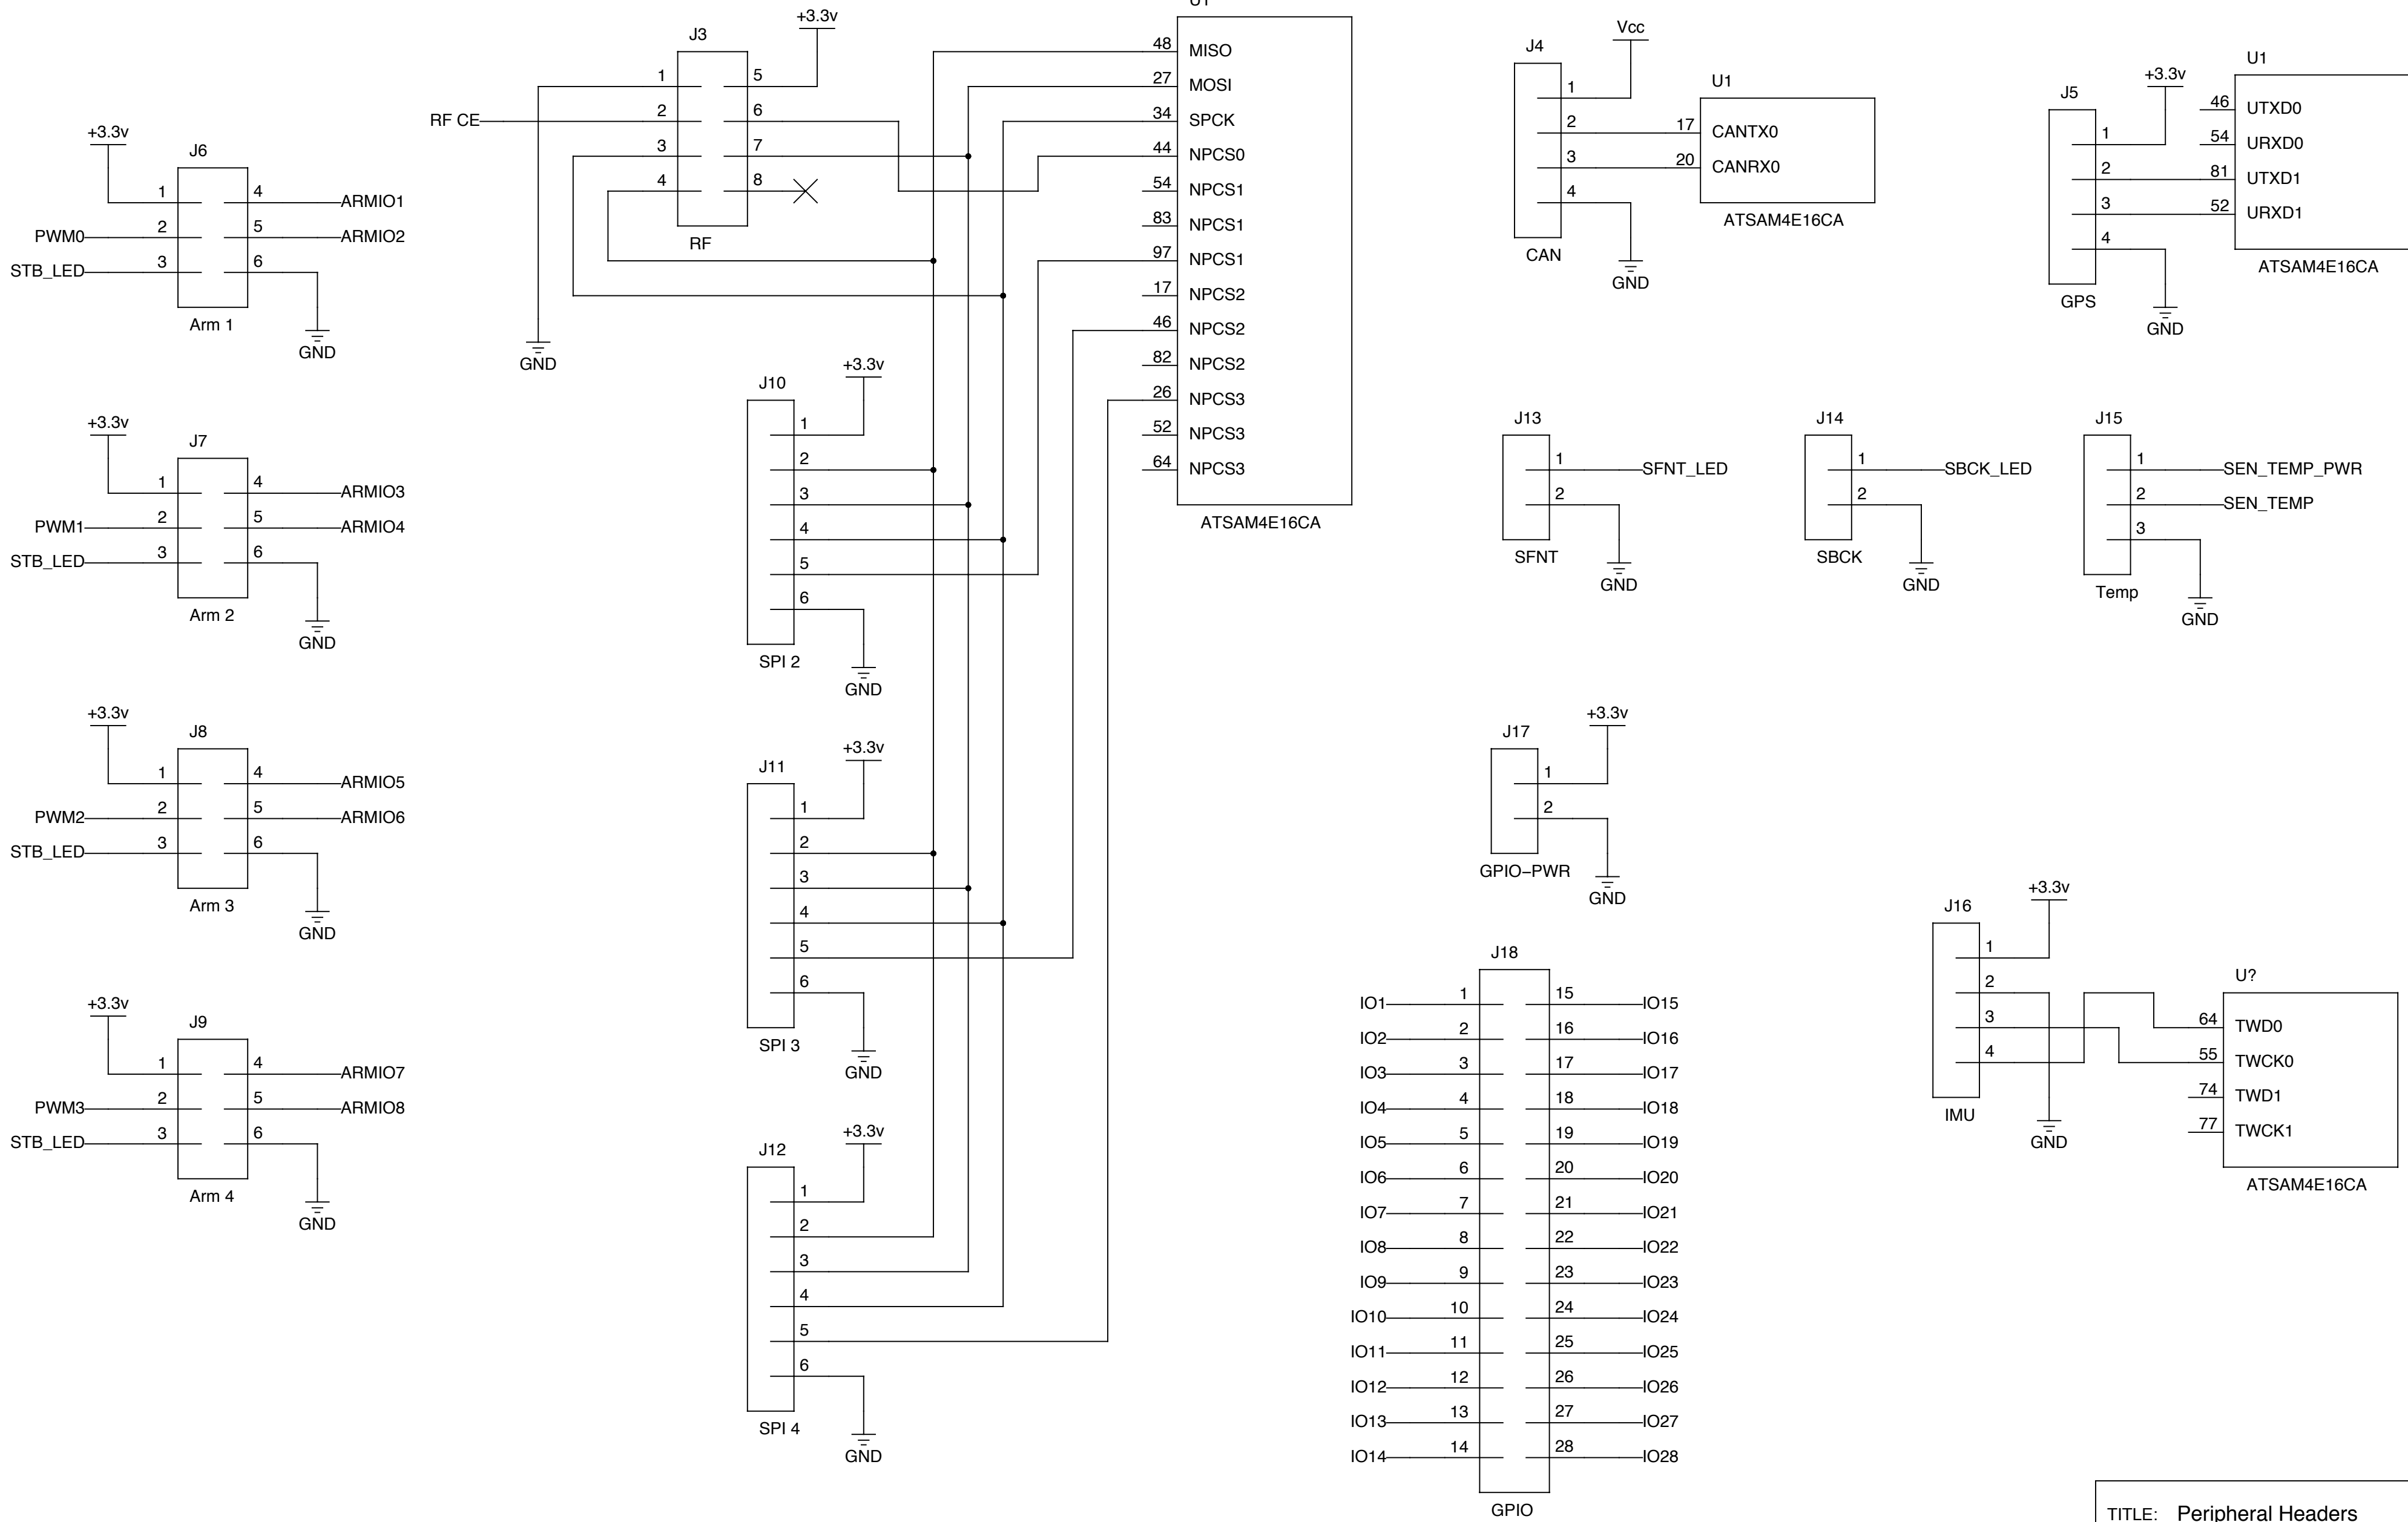 +3.3v
J6
1 4 ARMIO1
PWM0 2 5 ARMIO2
STB_LED 3 6
Arm 1
GND
+3.3v
J7
1 4 ARMIO3
PWM1 2 5 ARMIO4
STB_LED 3 6
Arm 2
GND
+3.3v
J8
1 4 ARMIO5
PWM2 2 5 ARMIO6
STB_LED 3 6
Arm 3
GND
+3.3v
J9
1 4 ARMIO7
PWM3 2 5 ARMIO8
STB_LED 3 6
Arm 4
GND
+3.3v
J3
1 5
RF CE 2 6
3 7
4 8
RF
GND
U1
48 MISO
27 MOSI
34 SPCK
44 NPCS0
54 NPCS1
83 NPCS1
97 NPCS1
17 NPCS2
46 NPCS2
82 NPCS2
26 NPCS3
52 NPCS3
64 NPCS3
ATSAM4E16CA
+3.3v
J10
1
2
3
4
5
6
SPI 2
GND
+3.3v
J11
1
2
3
4
5
6
SPI 3
GND
+3.3v
J12
1
2
3
4
5
6
SPI 4
GND
Vcc
J4
1
2
3
4
CAN
GND
U1
17 CANTX0
20 CANRX0
ATSAM4E16CA
+3.3v
J5
1
2
3
4
GPS
GND
U1
46 UTXD0
54 URXD0
81 UTXD1
52 URXD1
ATSAM4E16CA
J13
1 SFNT_LED
2
SFNT
GND
J14
1 SBCK_LED
2
SBCK
GND
J15
1 SEN_TEMP_PWR
2 SEN_TEMP
3
Temp
GND
+3.3v
J17
1
2
GPIO−PWR
GND
J18
IO1 1 15 IO15
IO2 2 16 IO16
IO3 3 17 IO17
IO4 4 18 IO18
IO5 5 19 IO19
IO6 6 20 IO20
IO7 7 21 IO21
IO8 8 22 IO22
IO9 9 23 IO23
IO10 10 24 IO24
IO11 11 25 IO25
IO12 12 26 IO26
IO13 13 27 IO27
IO14 14 28 IO28
GPIO
+3.3v
J16
1
2
3
4
IMU
GND
U?
64 TWD0
55 TWCK0
74 TWD1
77 TWCK1
ATSAM4E16CA
TITLE: Peripheral Headers